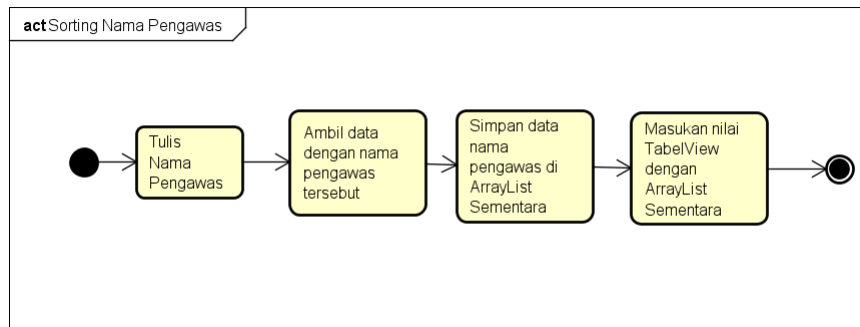 act Sorting Nama Pengawas
Tulis
Nama
Pengawas
Ambil data
dengan nama
pengawas
tersebut
Simpan data
nama
pengawas di
ArrayList
Sementara
Masukan nilai
TabelView
dengan
ArrayList
Sementara